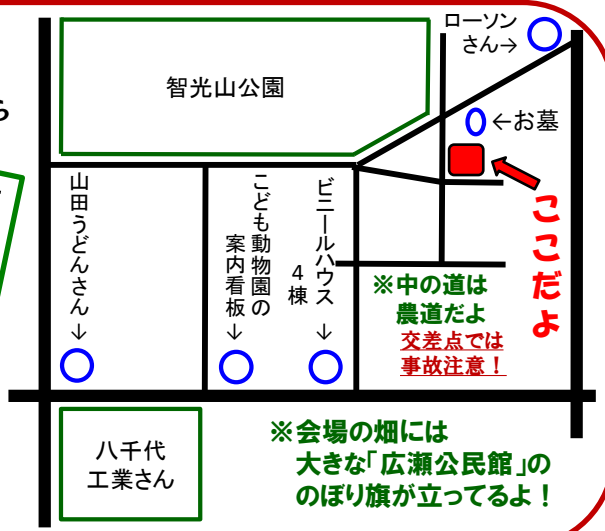 ローソン
さん→
智光山公園
ら
←お墓
ここだよ
山田うどんさん→
こども動物園の
案内看板→
ビニールハウス
4棟→
※中の道は
農道だよ
交差点では
事故注意！
八千代
工業さん
※会場の畑には
大きな「広瀬公民館」の
のぼり旗が立ってるよ！